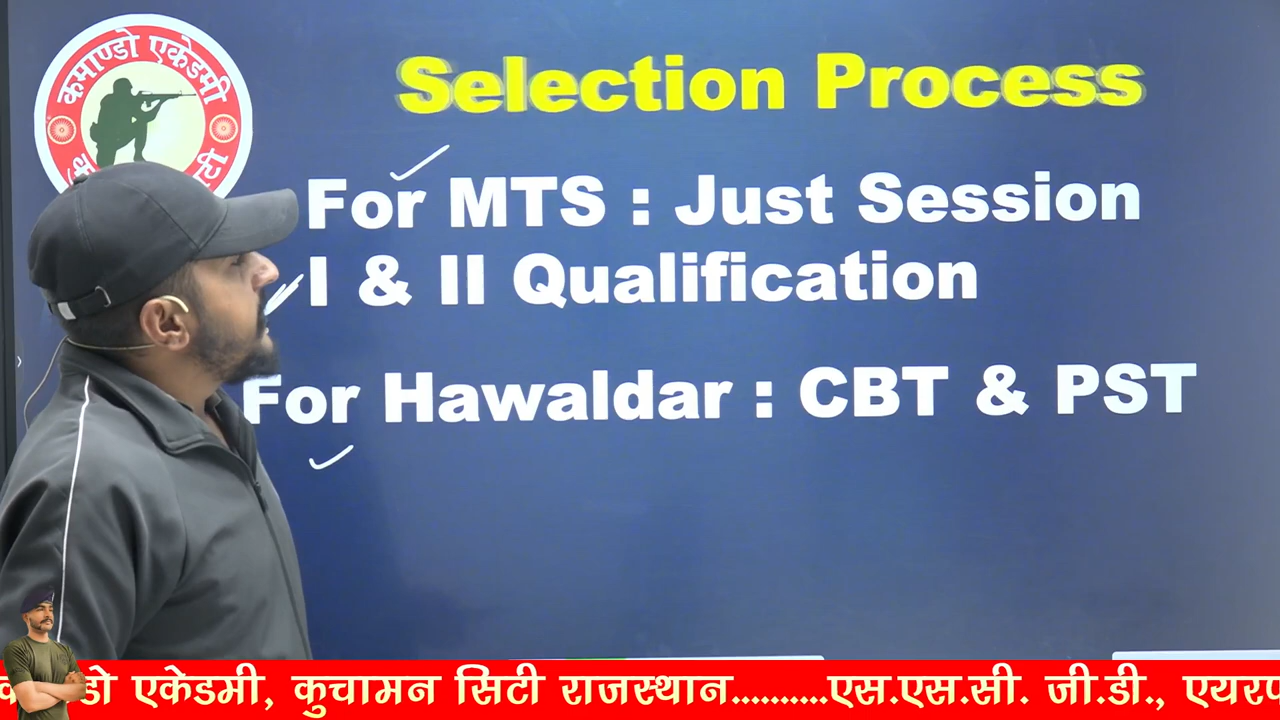 कमाण्डो एकेडमी
Selection Process
For MTS : Just Session
I & II Qualification
For Hawaldar : CBT & PST
एकेडमी, कुचामन सिटी राजस्थान..........एस.एस.सी. जी.डी.,